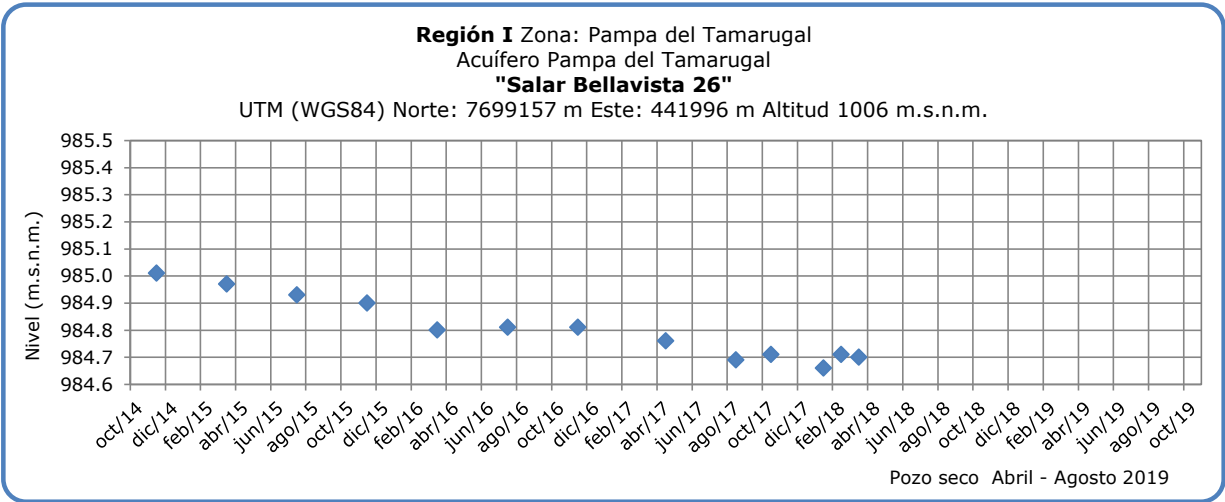 Región I Zona: Pampa del Tamarugal
Acuífero Pampa del Tamarugal
"Salar Bellavista 26"
UTM (WGS84) Norte: 7699157 m Este: 441996 m Altitud 1006 m.s.n.m.
Nivel (m.s.n.m.)
985.5
985.4
985.3
985.2
985.1
985.0
984.9
984.8
984.7
984.6
oct/14 dic/14 feb/15 abr/15 jun/15 ago/15 oct/15 dic/15 feb/16 abr/16 jun/16 ago/16 oct/16 dic/16 feb/17 abr/17 jun/17 ago/17 oct/17 dic/17 feb/18 abr/18 jun/18 ago/18 oct/18 dic/18 feb/19 abr/19 jun/19 ago/19 oct/19
Pozo seco Abril - Agosto 2019